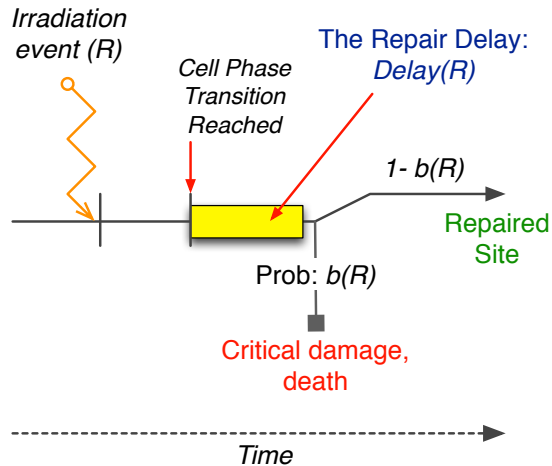 Irradiation
event (R)
Cell Phase
Transition
Reached
The Repair Delay:
Delay(R)
1- b(R)
Repaired
Site
Prob: b(R)
Critical damage,
death
Time